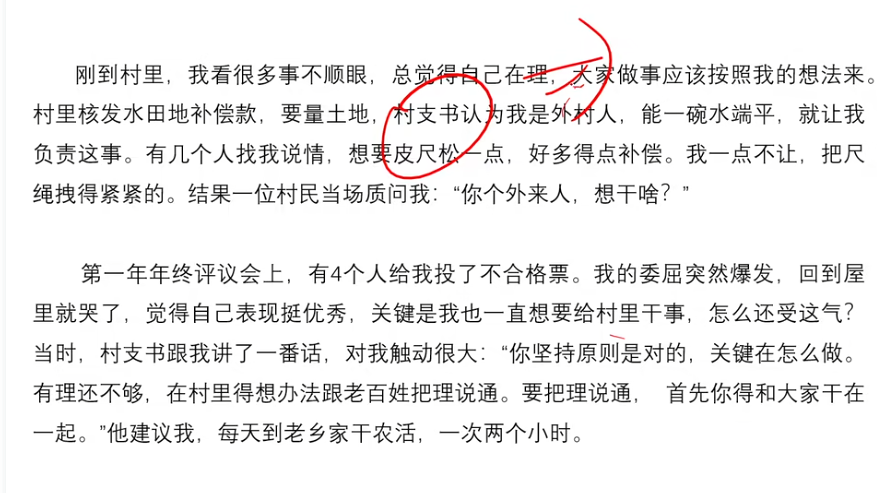 刚到村里，我看很多事不顺眼，总觉得自己在理，大家做事应该按照我的想法来。
村里核发水田地补偿款，要量土地，村支书认为我是外村人，能一碗水端平，就让我
负责这事。有几个人找我说情，想要皮尺松一点，好多得点补偿。我一点不让，把尺
绳拽得紧紧的。结果一位村民当场质问我：“你个外来人，想干啥？”
第一年年终评议会上，有4个人给我投了不合格票。我的委屈突然爆发，回到屋
里就哭了，觉得自己表现挺优秀，关键是我也一直想要给村里干事，怎么还受这气？
当时，村支书跟我讲了一番话，对我触动很大：“你坚持原则是对的，关键在怎么做。
有理还不够，在村里得想办法跟老百姓把理说通。要把理说通， 首先你得和大家干在
一起。”他建议我，每天到老乡家干农活，一次两个小时。